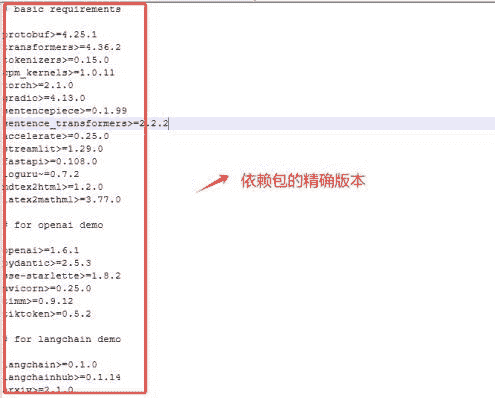 # basic requirements
protobuf>=4.25.1
transformers>=4.36.2
tokenizers>=0.15.0
cpm_kernels>=1.0.11
torch>=2.1.0
gradio>=4.13.0
sentencepiece>=0.1.99
sentence_transformers>=2.2.2
accelerate>=0.25.0
streamlit>=1.29.0
fastapi>=0.108.0
loguru~=0.7.2
mdtex2html>=1.2.0
latex2mathml>=3.77.0
依赖包的精确版本
# for openai demo
openai>=1.6.1
pydantic>=2.5.3
sse-starlette>=1.8.2
uvicorn>=0.25.0
timm>=0.9.12
tiktoken>=0.5.2
# for langchain demo
langchain>=0.1.0
langchainhub>=0.1.14
arxiv>=2.1.0